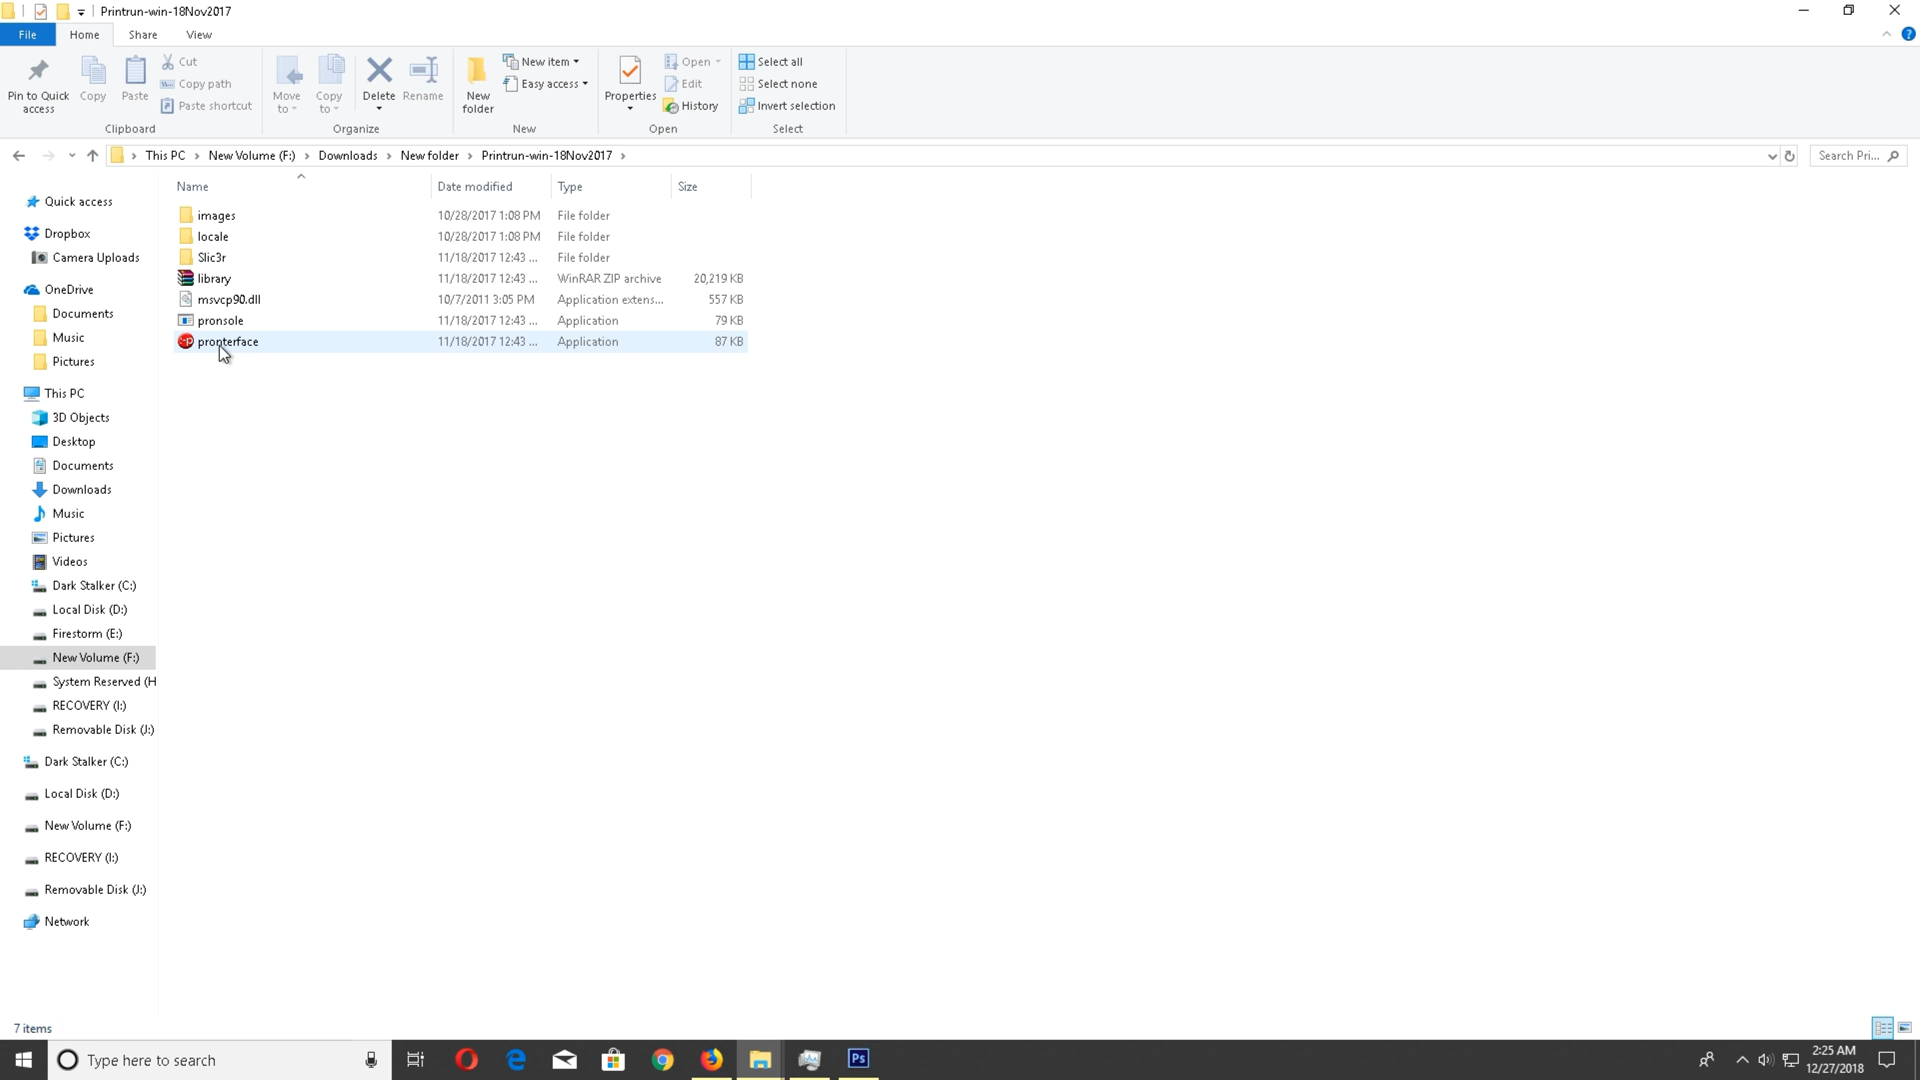 Printrun-win-18Nov2017
File Home Share View
Pin to Quick access
Copy
Paste
Cut
Copy path
Paste shortcut
Clipboard
Move to
Copy to
Delete
Rename
Organize
New folder
New item
Easy access
New
Properties
Open
Edit
History
Open
Select all
Select none
Invert selection
Select
This PC › New Volume (F:) › Downloads › New folder › Printrun-win-18Nov2017 ›
Search Pri...
Name Date modified Type Size
images 10/28/2017 1:08 PM File folder
locale 10/28/2017 1:08 PM File folder
Slic3r 11/18/2017 12:43 ... File folder
library 11/18/2017 12:43 ... WinRAR ZIP archive 20,219 KB
msvcp90.dll 10/7/2011 3:05 PM Application extens... 557 KB
pronsole 11/18/2017 12:43 ... Application 79 KB
pronterface 11/18/2017 12:43 ... Application 87 KB
Quick access
Dropbox
Camera Uploads
OneDrive
Documents
Music
Pictures
This PC
3D Objects
Desktop
Documents
Downloads
Music
Pictures
Videos
Dark Stalker (C:)
Local Disk (D:)
Firestorm (E:)
New Volume (F:)
System Reserved (H
RECOVERY (I:)
Removable Disk (J:)
Dark Stalker (C:)
Local Disk (D:)
New Volume (F:)
RECOVERY (I:)
Removable Disk (J:)
Network
7 items
Type here to search
Ps
2:25 AM
12/27/2018